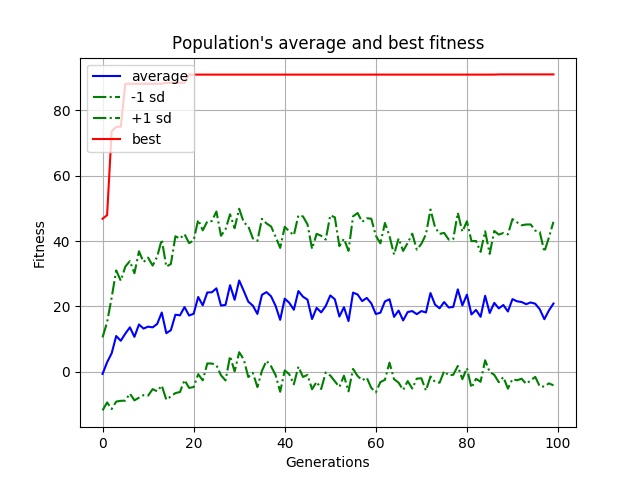 Population's average and best fitness
average
-1 sd
+1 sd
best
Fitness
80
60
40
20
0
0 20 40 60 80 100
Generations